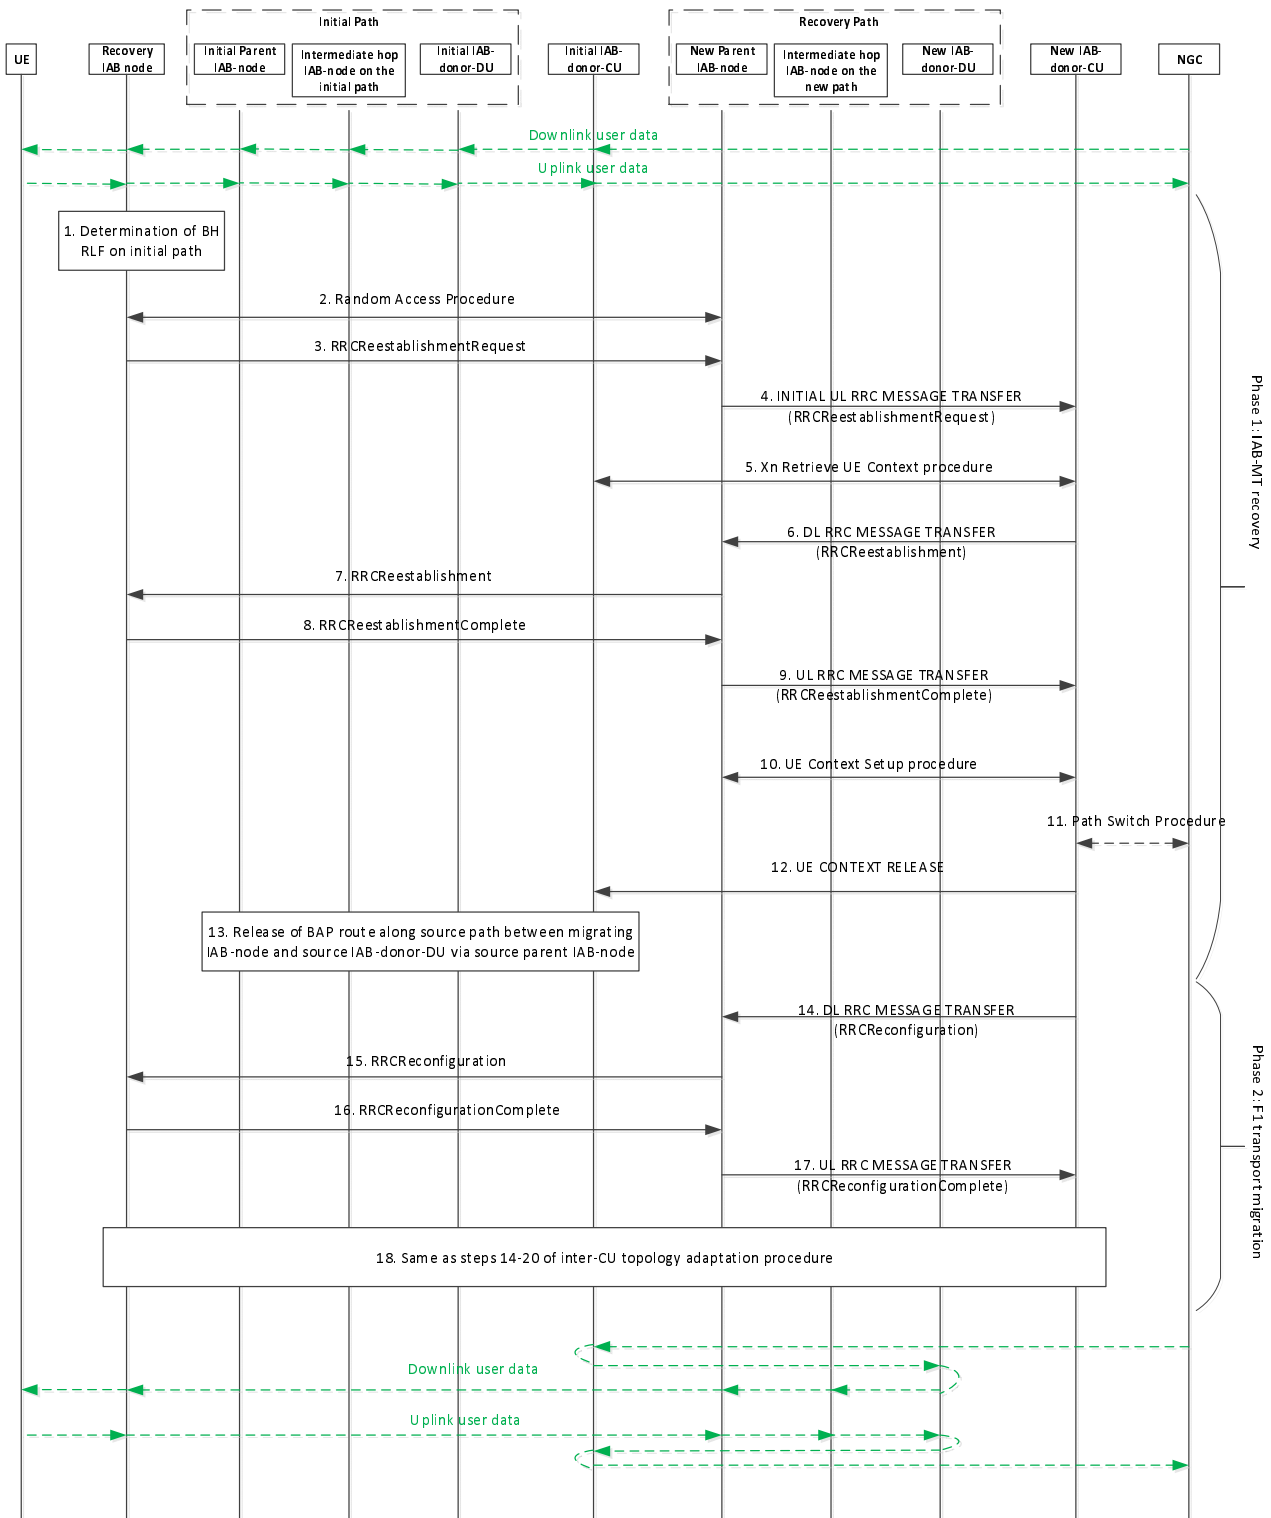 Initial Path
Recovery Path
UE
Recovery
IAB node
Initial Parent
IAB-node
Intermediate hop
IAB-node on the
initial path
Initial IAB-
donor-DU
Initial IAB-
donor-CU
New Parent
IAB-node
Intermediate hop
IAB-node on the
new path
New IAB-
donor-DU
New IAB-
donor-CU
NGC
Downlink user data
Uplink user data
1. Determination of BH
RLF on initial path
2. Random Access Procedure
3. RRCReestablishmentRequest
4. INITIAL UL RRC MESSAGE TRANSFER
(RRCReestablishmentRequest)
5. Xn Retrieve UE Context procedure
6. DL RRC MESSAGE TRANSFER
(RRCReestablishment)
7. RRCReestablishment
8. RRCReestablishmentComplete
9. UL RRC MESSAGE TRANSFER
(RRCReestablishmentComplete)
10. UE Context Setup procedure
11. Path Switch Procedure
12. UE CONTEXT RELEASE
13. Release of BAP route along source path between migrating
IAB-node and source IAB-donor-DU via source parent IAB-node
Phase 1: IAB-MT recovery
14. DL RRC MESSAGE TRANSFER
(RRCReconfiguration)
15. RRCReconfiguration
16. RRCReconfigurationComplete
17. UL RRC MESSAGE TRANSFER
(RRCReconfigurationComplete)
18. Same as steps 14-20 of inter-CU topology adaptation procedure
Phase 2: F1 transport migration
Downlink user data
Uplink user data